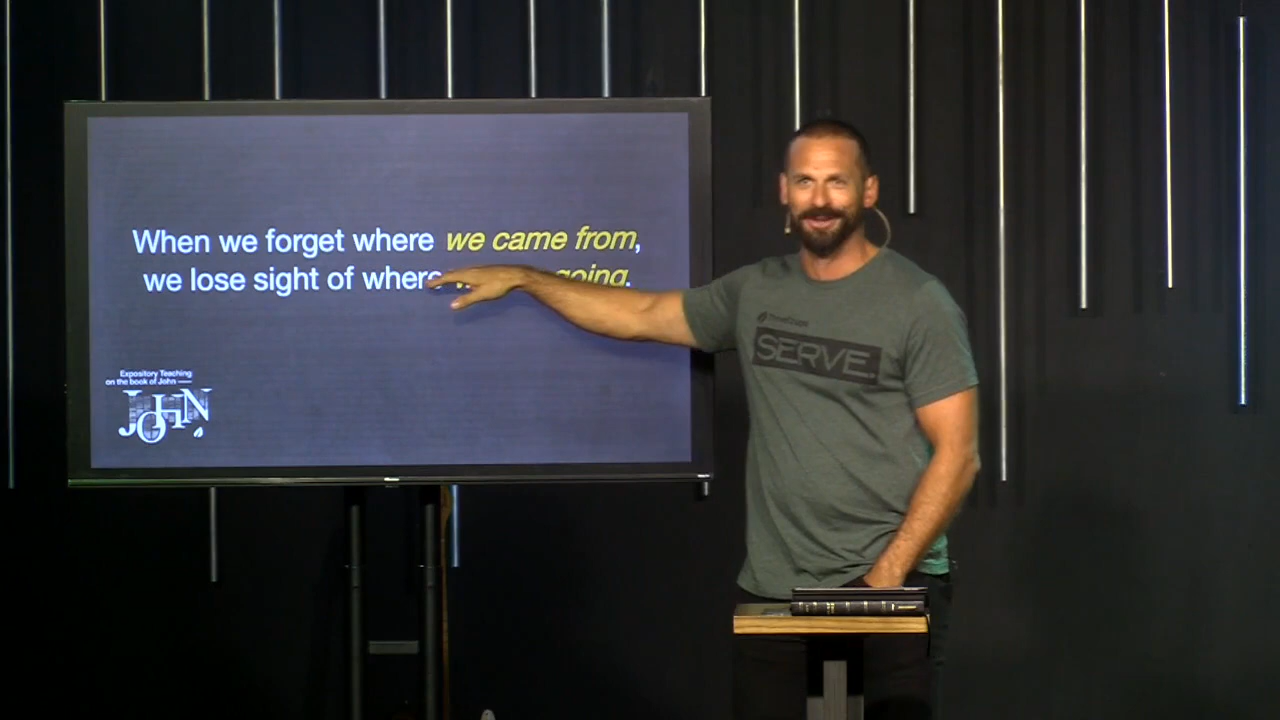 When we forget where we came from,
we lose sight of where going.
Expository Teaching
on the book of John
JOHN
SERVE.